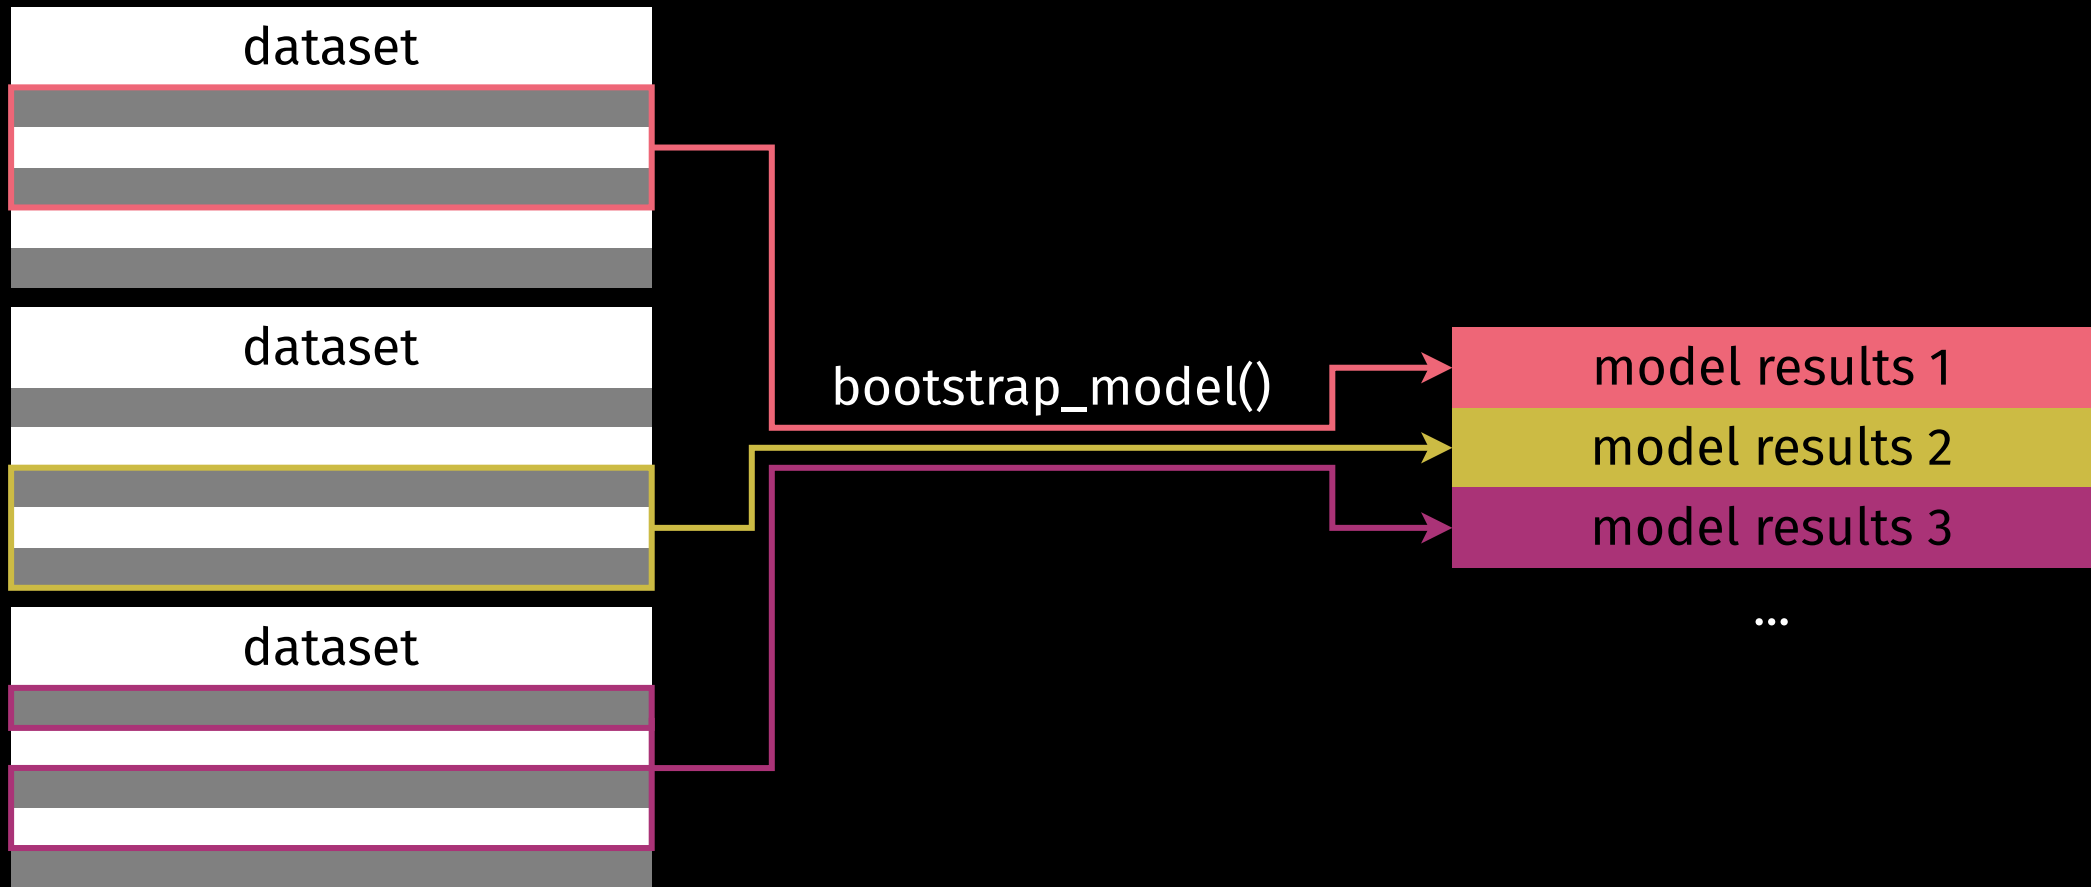 dataset
dataset
dataset
bootstrap_model()
model results 1
model results 2
model results 3
...